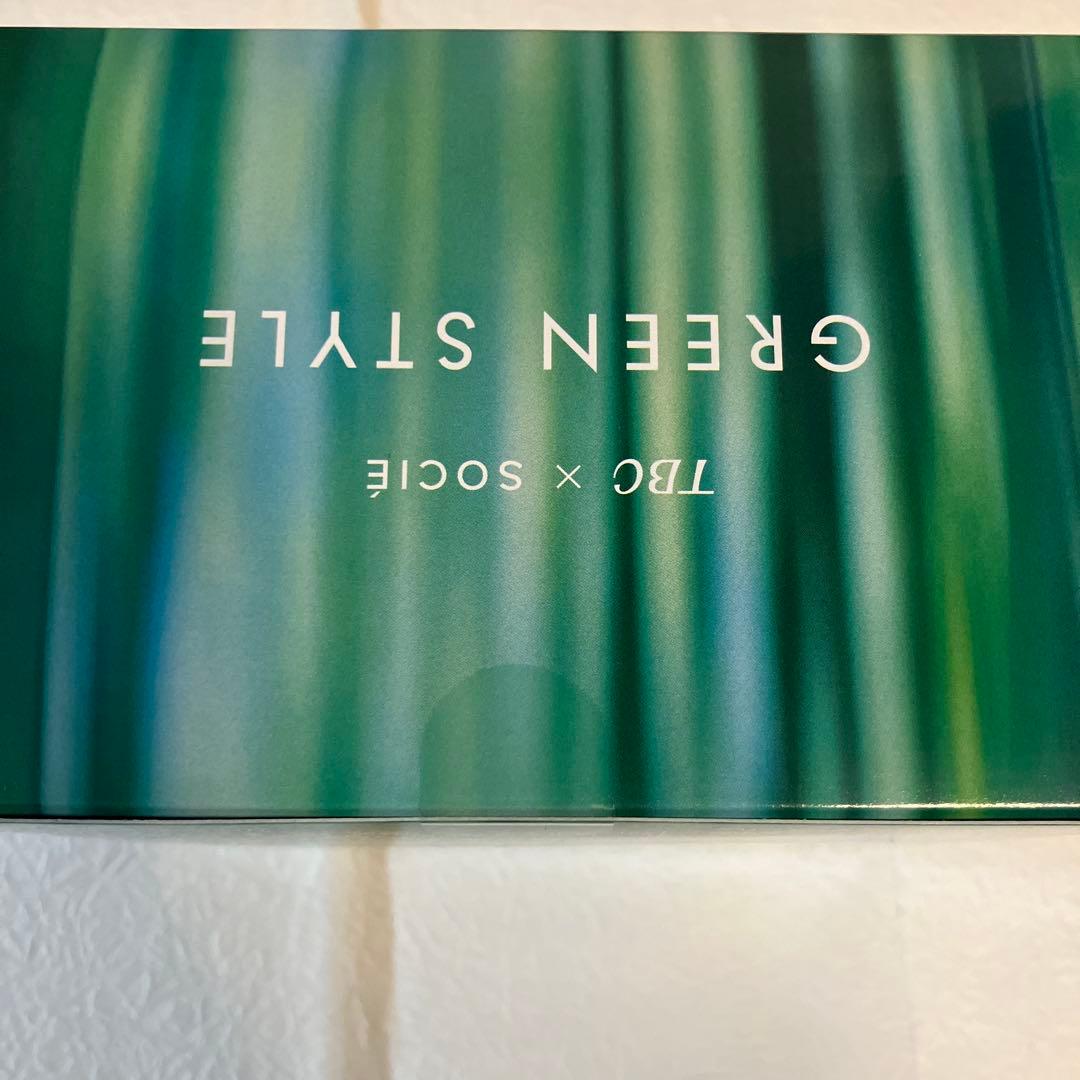 GREEN STYLE
TBC × SOCIÉ